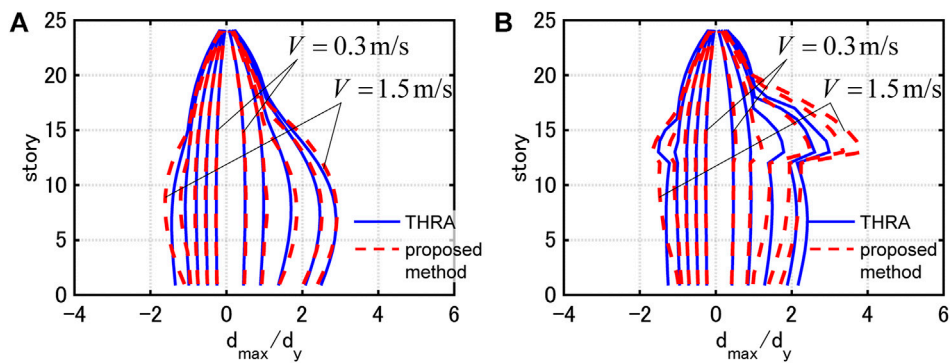 A
25
20
15
10
5
0
story
V = 0.3 m/s
V = 1.5 m/s
THRA
proposed
method
−4 −2 0 2 4 6
d_max/d_y
B
25
20
15
10
5
0
story
V = 0.3 m/s
V = 1.5 m/s
THRA
proposed
method
−4 −2 0 2 4 6
d_max/d_y